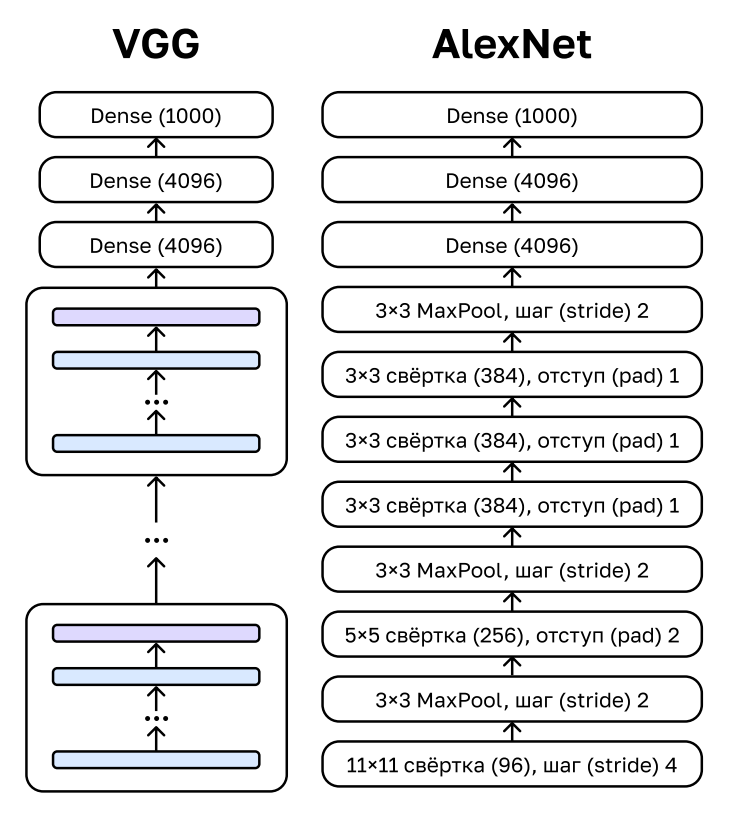 VGG
Dense (1000)
Dense (4096)
Dense (4096)
...
...
...
AlexNet
Dense (1000)
Dense (4096)
Dense (4096)
3×3 MaxPool, шаг (stride) 2
3×3 свёртка (384), отступ (pad) 1
3×3 свёртка (384), отступ (pad) 1
3×3 свёртка (384), отступ (pad) 1
3×3 MaxPool, шаг (stride) 2
5×5 свёртка (256), отступ (pad) 2
3×3 MaxPool, шаг (stride) 2
11×11 свёртка (96), шаг (stride) 4